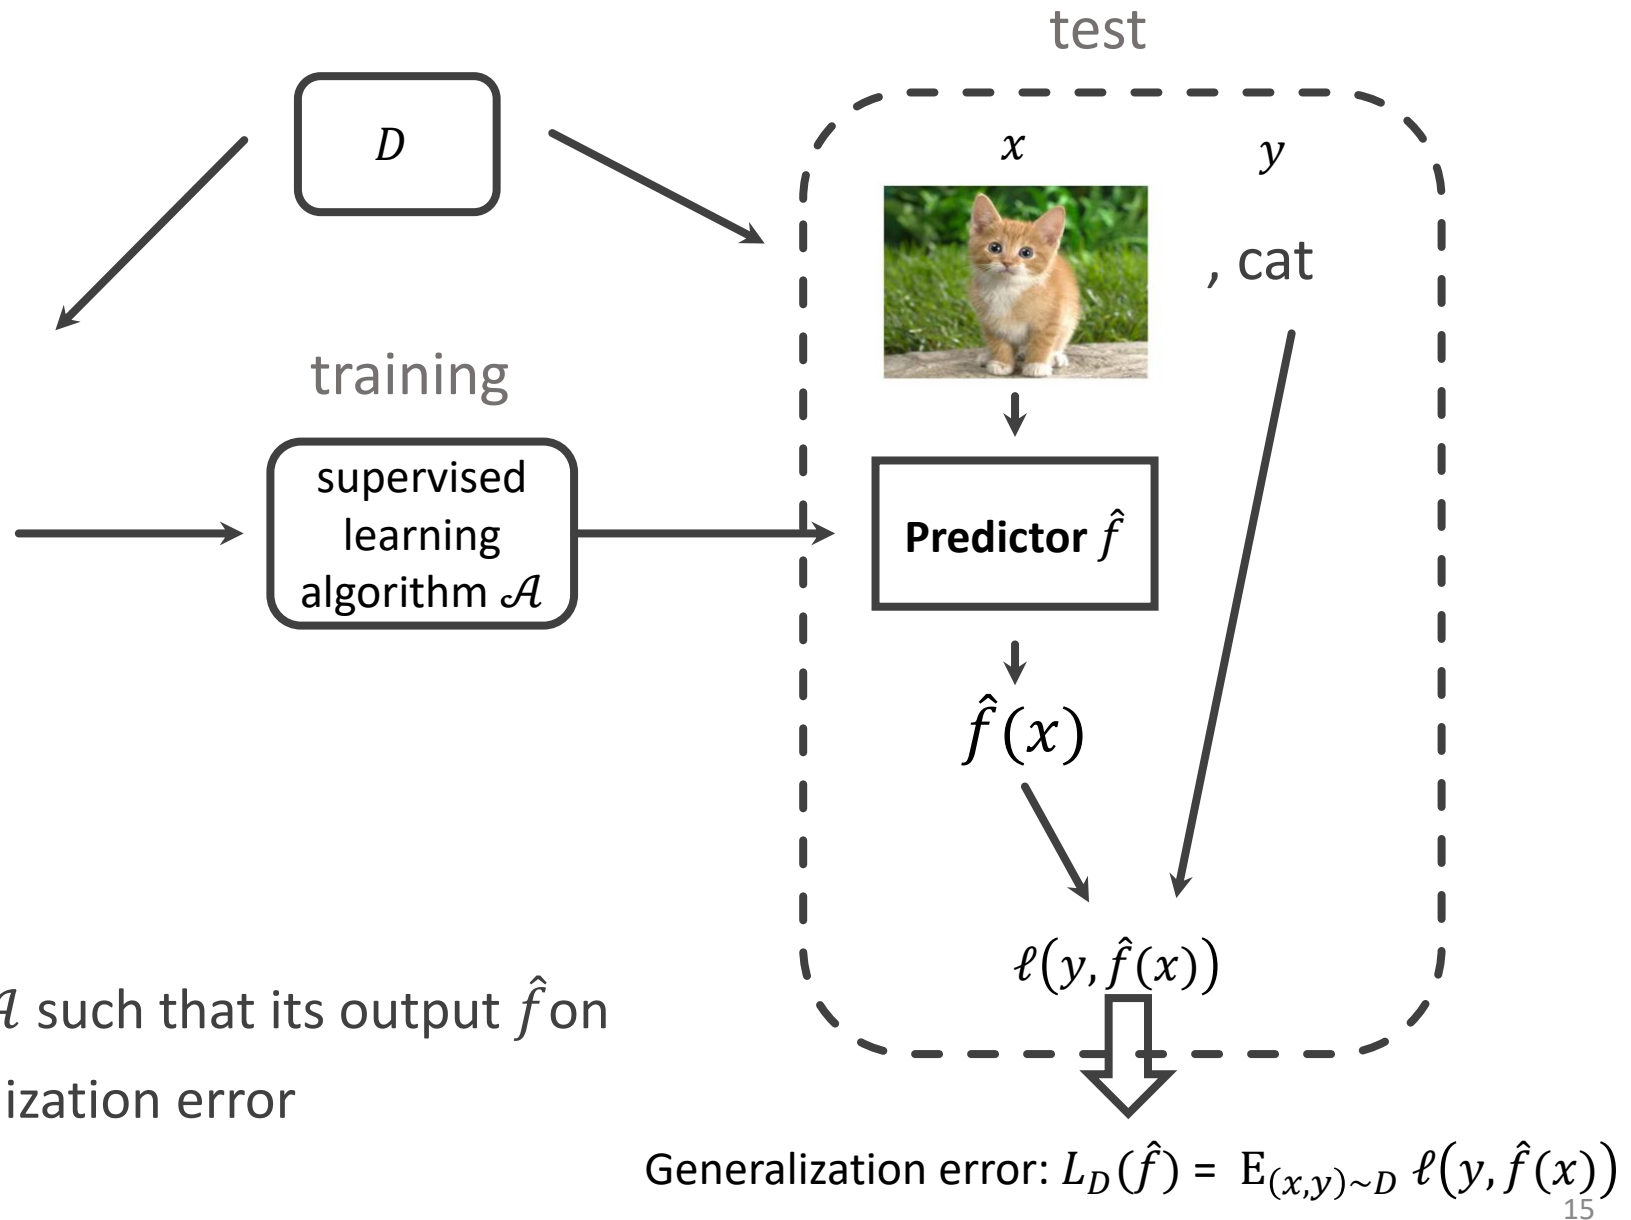 test
D
x
y
, cat
training
supervised
learning
algorithm 𝒜
Predictor f̂
f̂(x)
ℓ(y, f̂(x))
𝒜 such that its output f̂ on
ization error
Generalization error: L_D(f̂) = E_(x,y)~D ℓ(y, f̂(x))
15